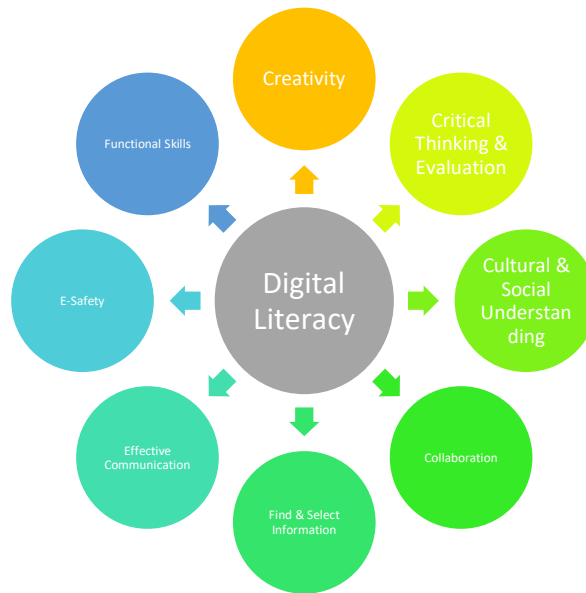 Creativity
Critical
Thinking &
Evaluation
Functional Skills
Cultural &
Social
Understan
ding
Digital
Literacy
E-Safety
Effective
Communication
Collaboration
Find & Select
Information